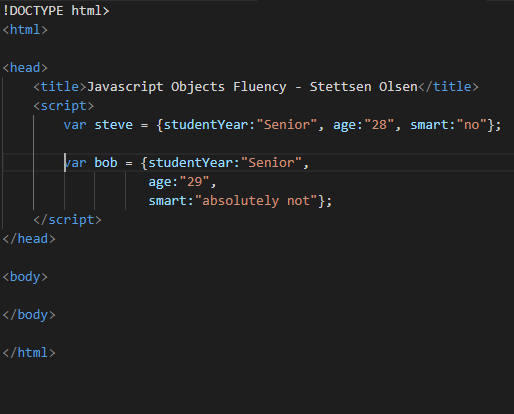 !DOCTYPE html>
<html>
<head>
<title>Javascript Objects Fluency - Stettsen Olsen</title>
<script>
var steve = {studentYear:"Senior", age:"28", smart:"no"};
var bob = {studentYear:"Senior",
age:"29",
smart:"absolutely not"};
</script>
</head>
<body>
</body>
</html>